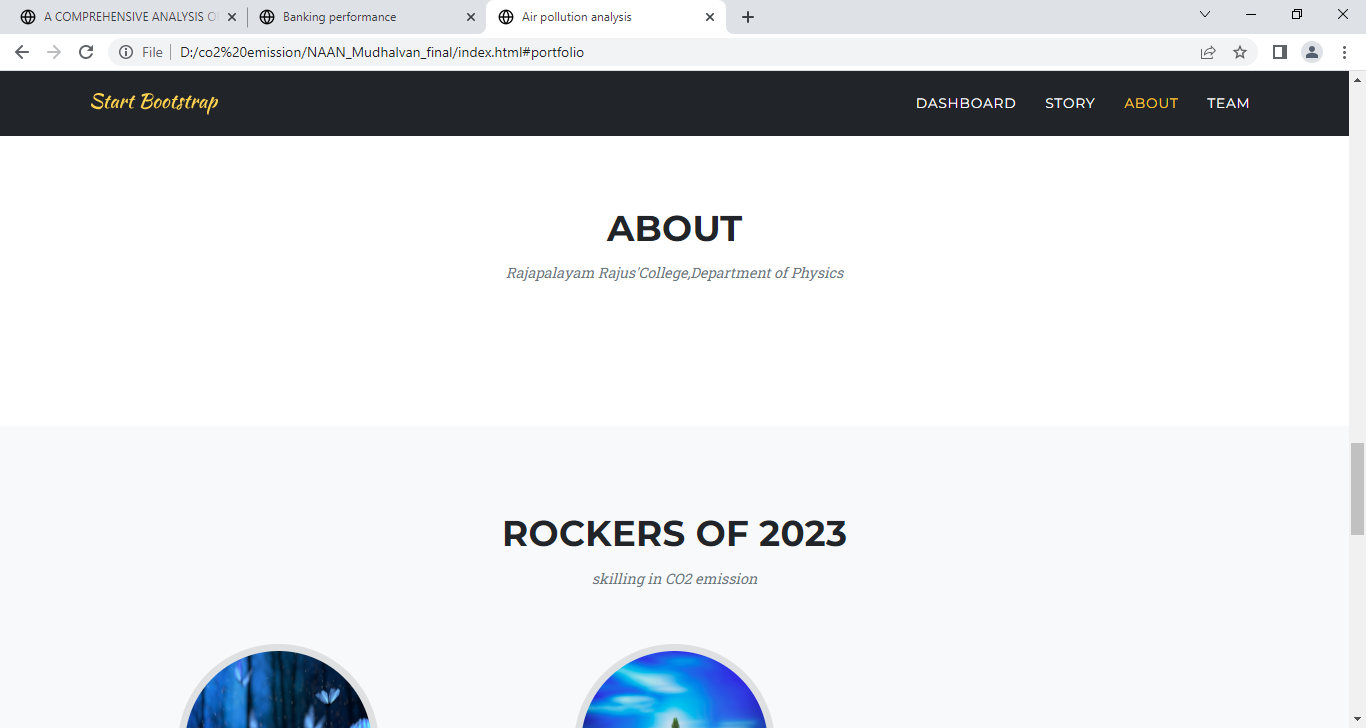 A COMPREHENSIVE ANALYSIS O
Banking performance
Air pollution analysis
File
D:/co2%20emission/NAAN_Mudhalvan_final/index.html#portfolio
Start Bootstrap
DASHBOARD
STORY
ABOUT
TEAM
ABOUT
Rajapalayam Rajus'College,Department of Physics
ROCKERS OF 2023
skilling in CO2 emission